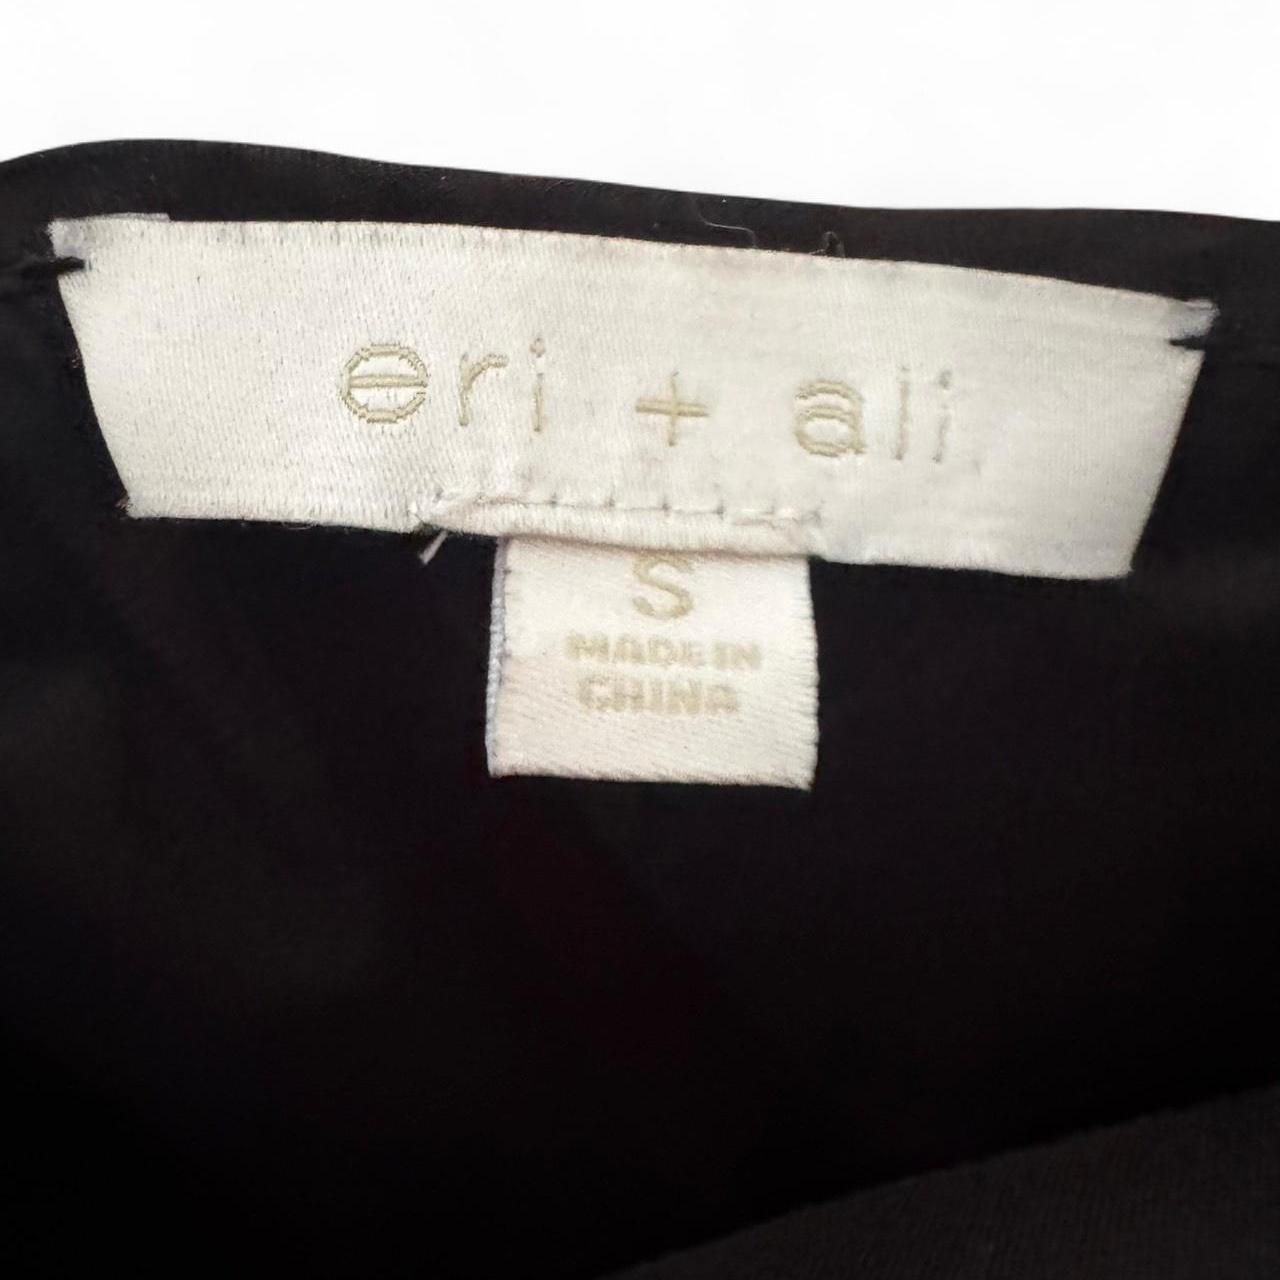 eri + ali
S
MADE IN
CHINA